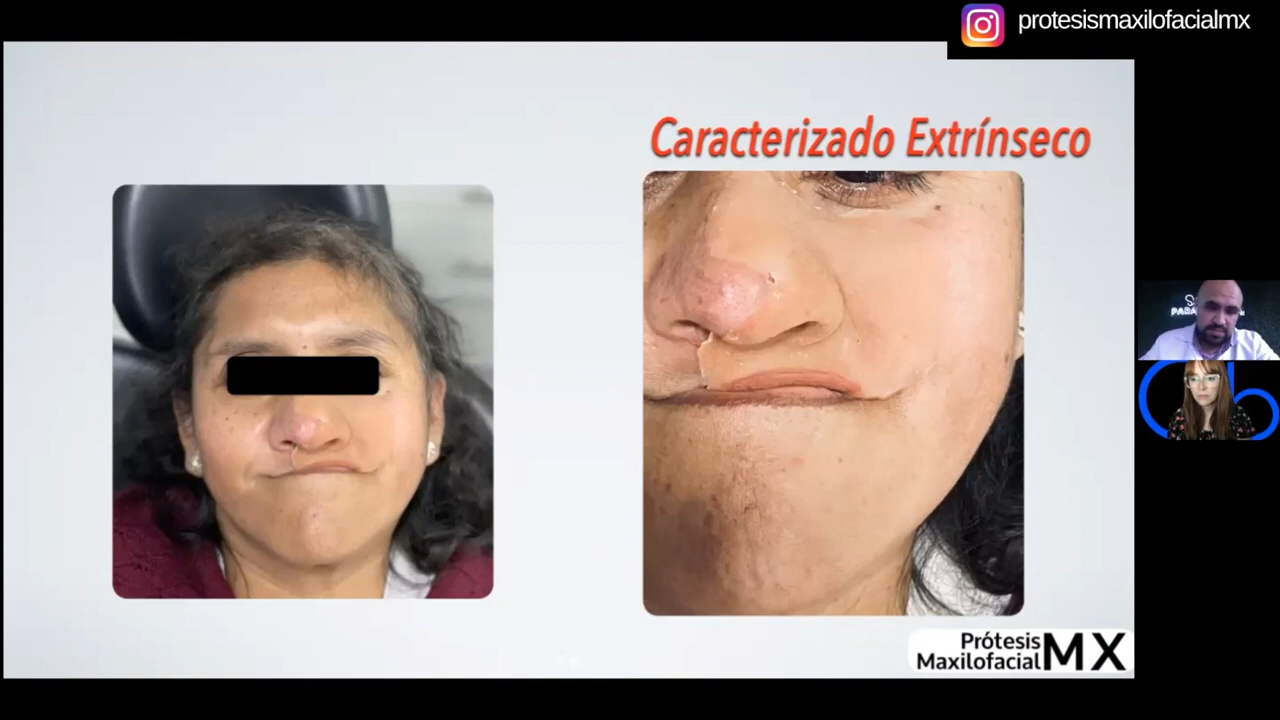 protesismaxilofacialmx
Caracterizado Extrínseco
Prótesis
Maxilofacial MX